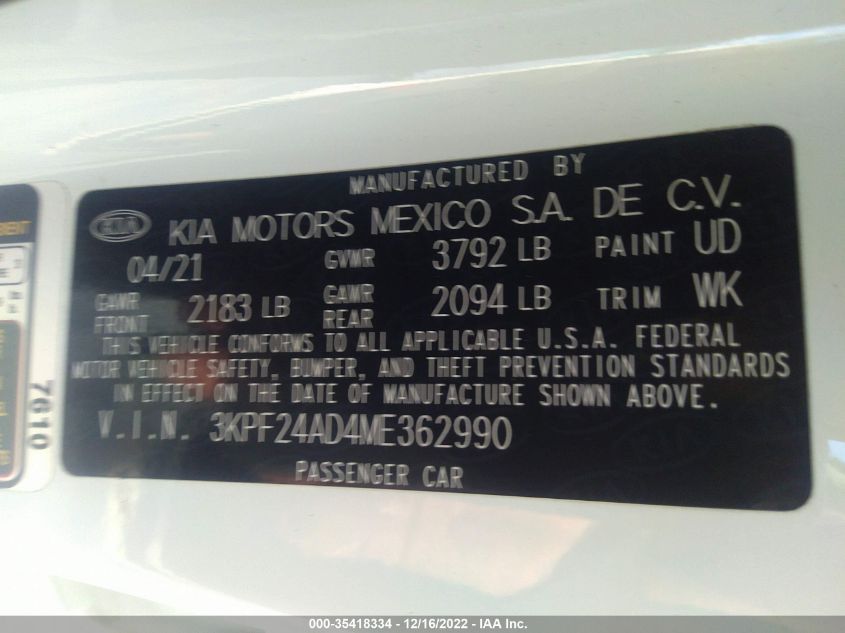 MANUFACTURED BY
KIA KIA MOTORS MEXICO S.A. DE C.V.
04/21 GVWR 3792 LB PAINT UD
GAWR FRONT 2183 LB GAWR REAR 2094 LB TRIM WK
THIS VEHICLE CONFORMS TO ALL APPLICABLE U.S.A. FEDERAL
MOTOR VEHICLE SAFETY, BUMPER, AND THEFT PREVENTION STANDARDS
IN EFFECT ON THE DATE OF MANUFACTURE SHOWN ABOVE.
V.I.N. 3KPF24AD4ME362990
PASSENGER CAR
7610
000-35418334 - 12/16/2022 - IAA Inc.